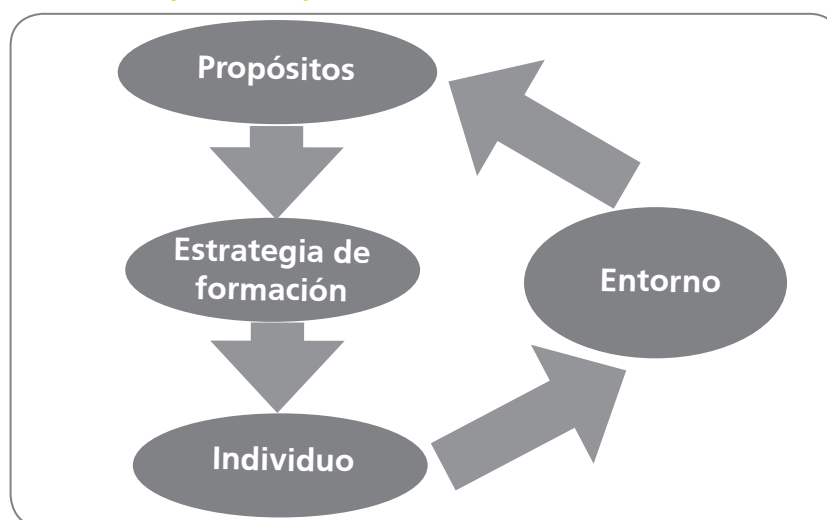 Propósitos
Estrategia de
formación
Entorno
Individuo